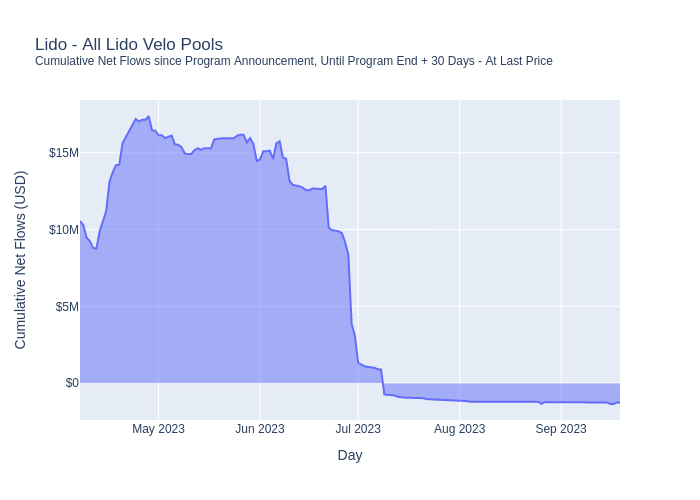 Lido - All Lido Velo Pools
Cumulative Net Flows since Program Announcement, Until Program End + 30 Days - At Last Price
Cumulative Net Flows (USD)
$15M
$10M
$5M
$0
May 2023
Jun 2023
Jul 2023
Aug 2023
Sep 2023
Day